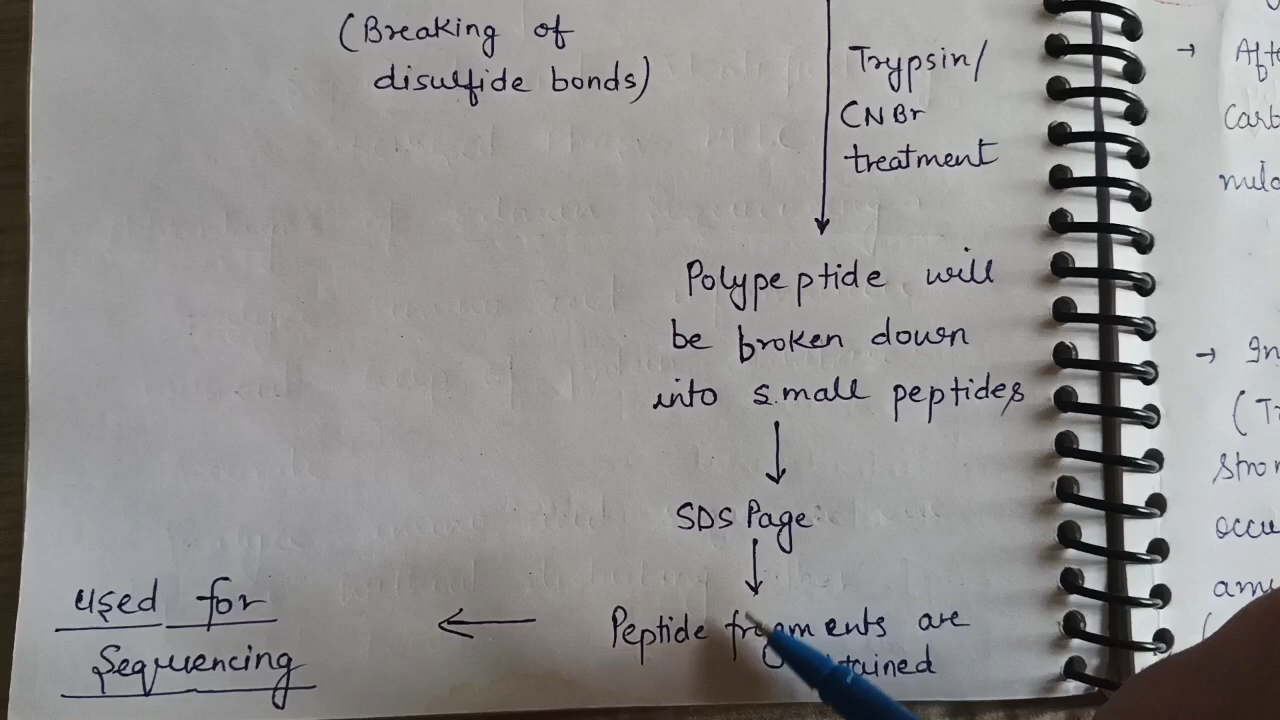 (Breaking of
disulfide bonds)
Trypsin/
CNBr
treatment
Polypeptide will
be broken down
into small peptides
SDS Page
Peptide fragments are
used for
Sequencing